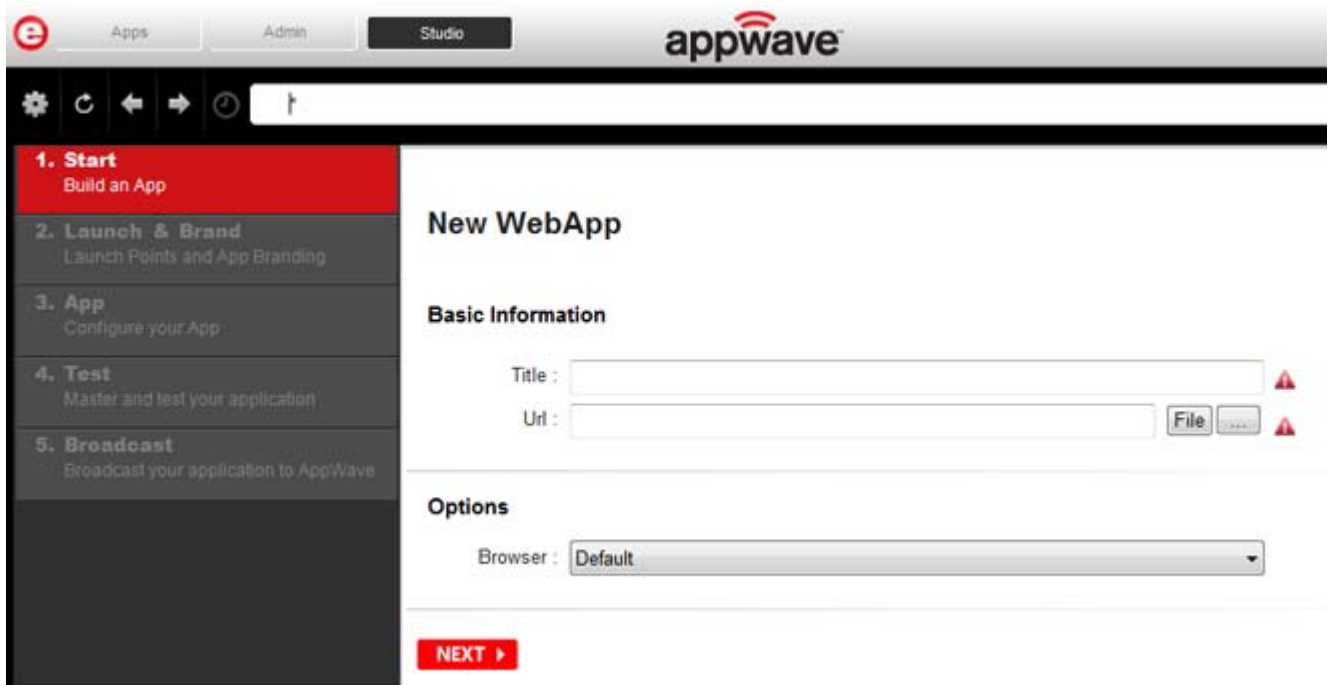 e Apps Admin Studio appwave
1. Start
Build an App
2. Launch & Brand
Launch Points and App Branding
3. App
Configure your App
4. Test
Master and test your application
5. Broadcast
Broadcast your application to AppWave
New WebApp
Basic Information
Title :
Url : File ...
Options
Browser : Default
NEXT